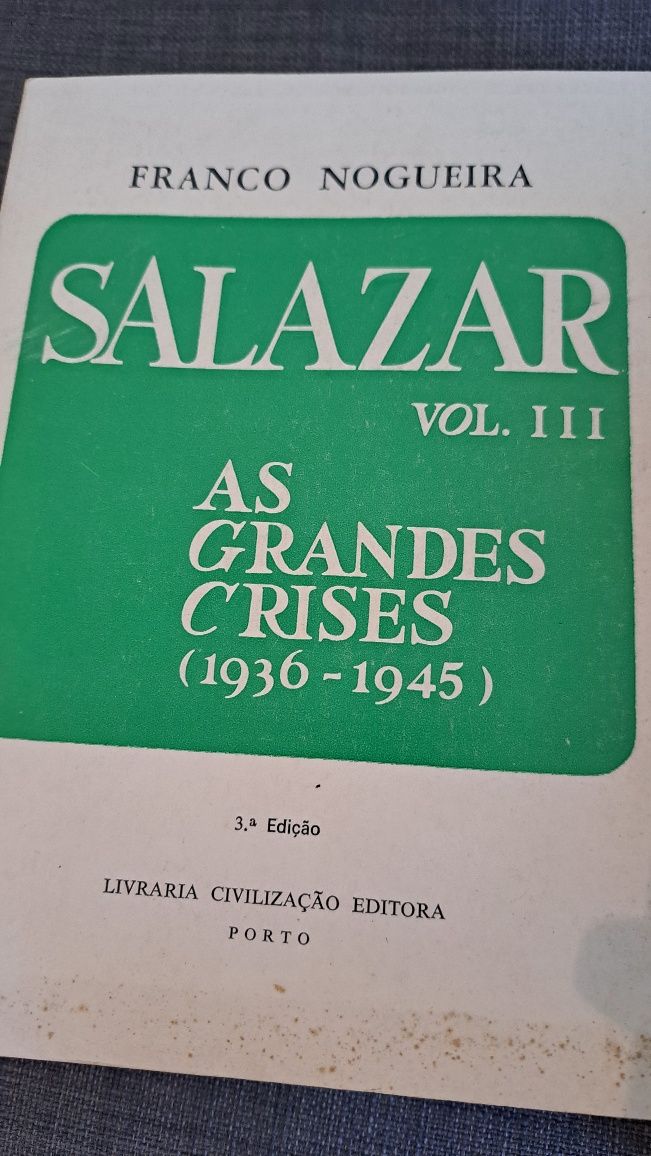 FRANCO NOGUEIRA
SALAZAR
VOL. III
AS
GRANDES
CRISES
(1936-1945)
3.ª Edição
LIVRARIA CIVILIZAÇÃO EDITORA
PORTO